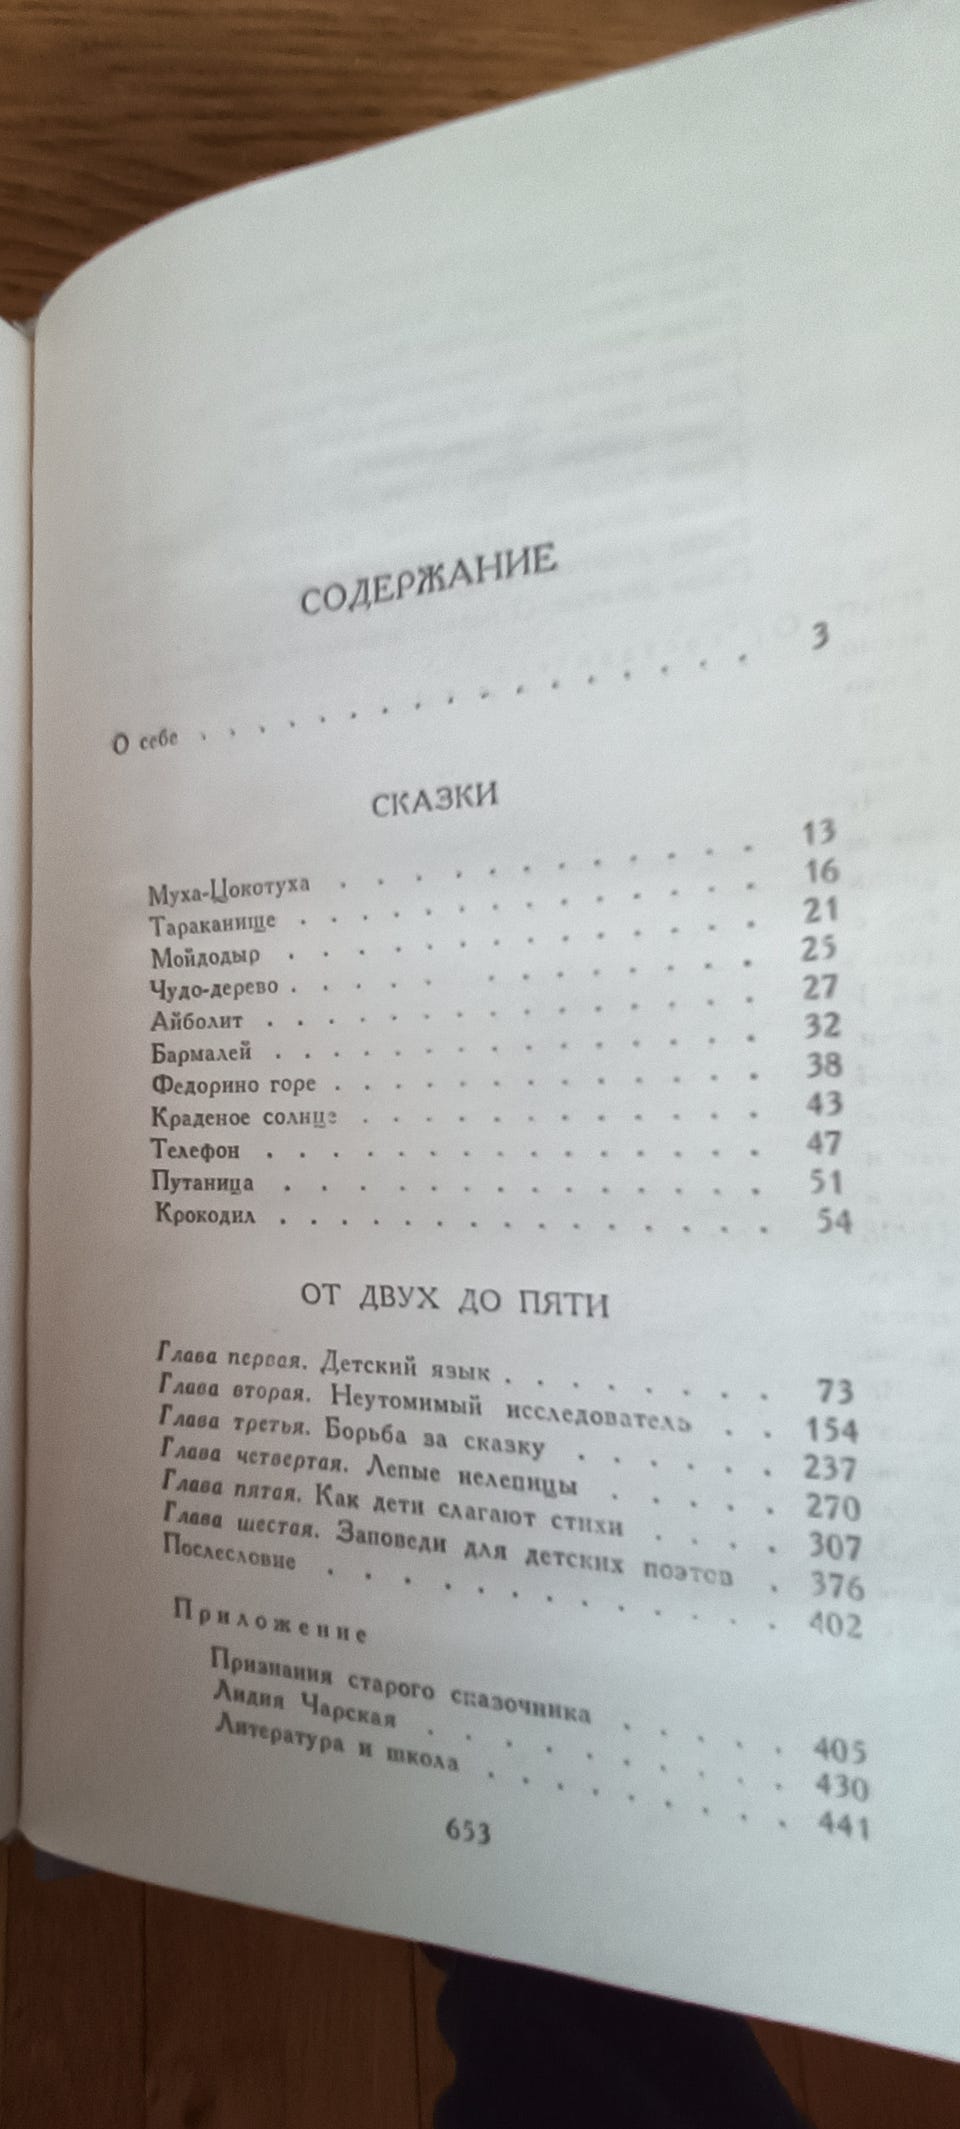 СОДЕРЖАНИЕ
О себе . . . . . . . . . . . . . . . . . . 3
СКАЗКИ
Муха-Цокотуха . . . . . . . . . . . 13
Тараканище . . . . . . . . . . . . 16
Мойдодыр . . . . . . . . . . . . . 21
Чудо-дерево . . . . . . . . . . . . 25
Айболит . . . . . . . . . . . . . . 27
Бармалей . . . . . . . . . . . . . 32
Федорино горе . . . . . . . . . . . 38
Краденое солнце . . . . . . . . . . 43
Телефон . . . . . . . . . . . . . . 47
Путаница . . . . . . . . . . . . . 51
Крокодил . . . . . . . . . . . . . 54
ОТ ДВУХ ДО ПЯТИ
Глава первая. Детский язык . . . . . . . . 73
Глава вторая. Неутомимый исследователь . . 154
Глава третья. Борьба за сказку . . . . . . 237
Глава четвертая. Лепые нелепицы . . . . . 270
Глава пятая. Как дети слагают стихи . . . . 307
Глава шестая. Заповеди для детских поэтов . 376
Послесловие . . . . . . . . . . . . 402
Приложение
Признания старого сказочника . . . . . 405
Лидия Чарская . . . . . . . . . . 430
Литература и школа . . . . . . . . 441
653